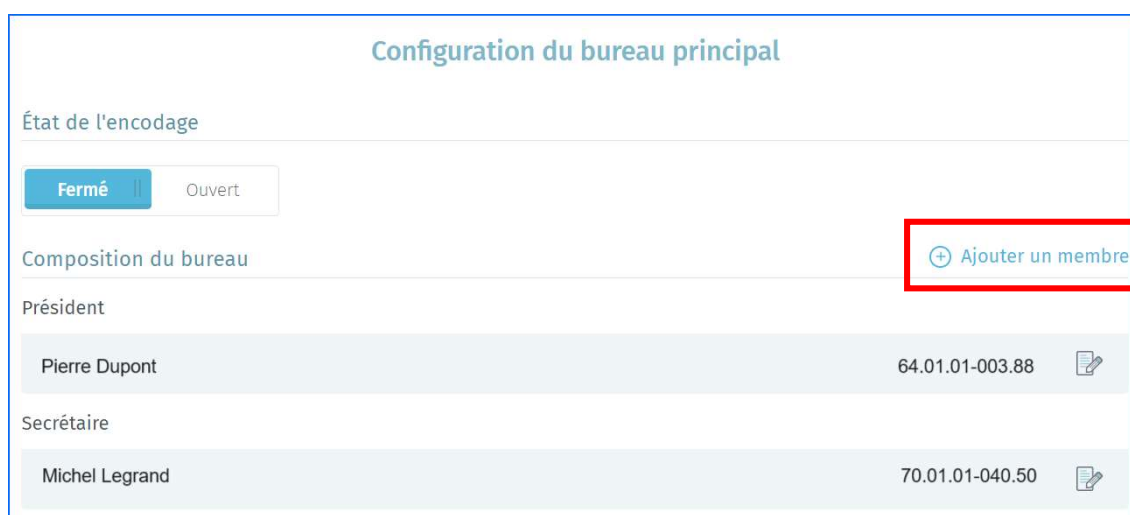 Configuration du bureau principal
État de l'encodage
Fermé Ouvert
Composition du bureau Ajouter un membre
Président
Pierre Dupont 64.01.01-003.88
Secrétaire
Michel Legrand 70.01.01-040.50